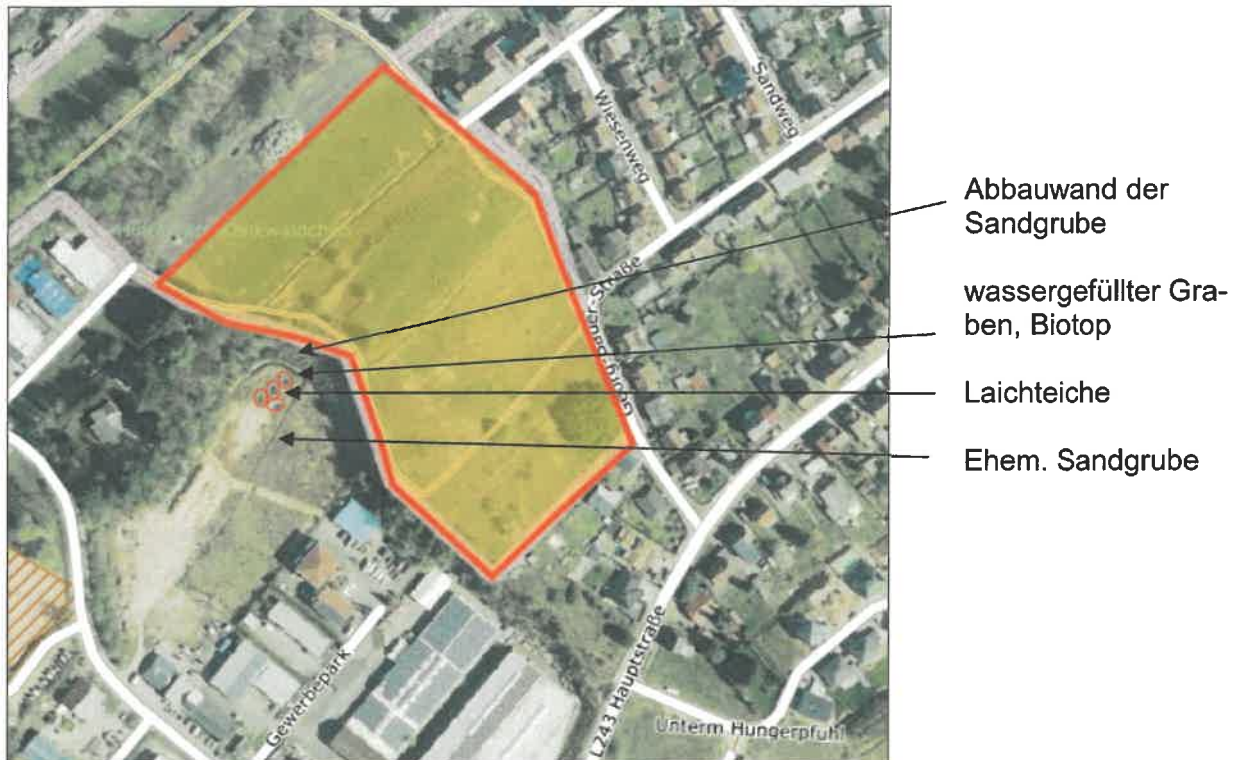 Sandweg
Wiesenweg
Abbauwand der
Sandgrube
wassergefüllter Gra-
ben, Biotop
Laichteiche
Ehem. Sandgrube
Gewerbepark
L243 Hauptstraße
Unterm Hungerpfuhl